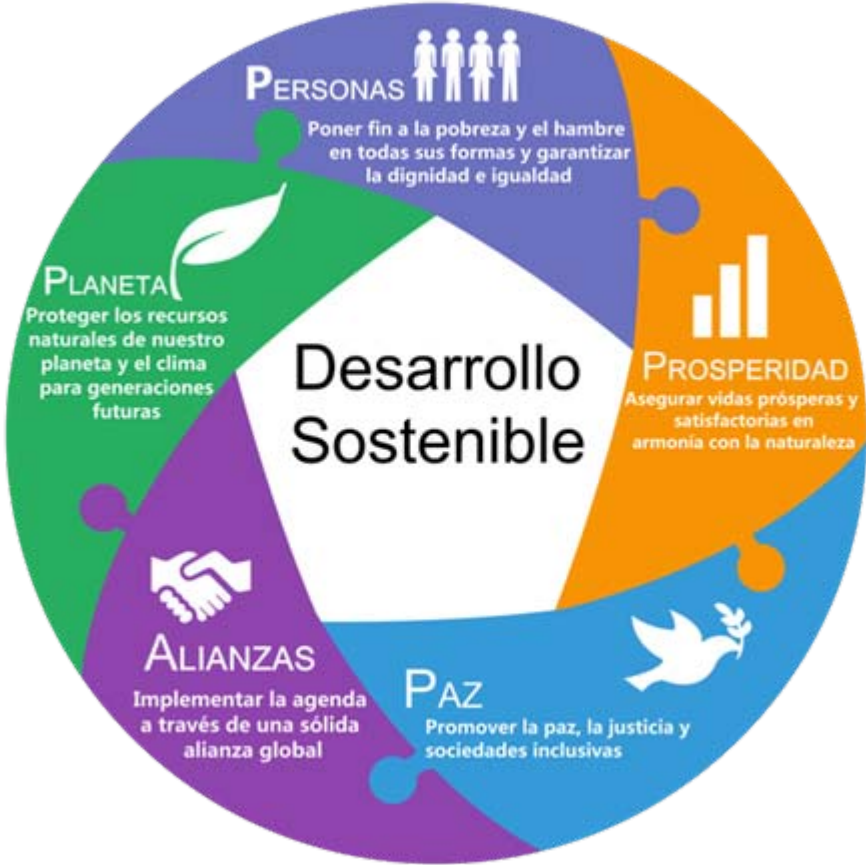 PERSONAS
Poner fin a la pobreza y el hambre
en todas sus formas y garantizar
la dignidad e igualdad
PROSPERIDAD
Asegurar vidas prósperas y
satisfactorias en
armonía con la naturaleza
PAZ
Promover la paz, la justicia y
sociedades inclusivas
ALIANZAS
Implementar la agenda
a través de una sólida
alianza global
PLANETA
Proteger los recursos
naturales de nuestro
planeta y el clima
para generaciones
futuras
Desarrollo
Sostenible